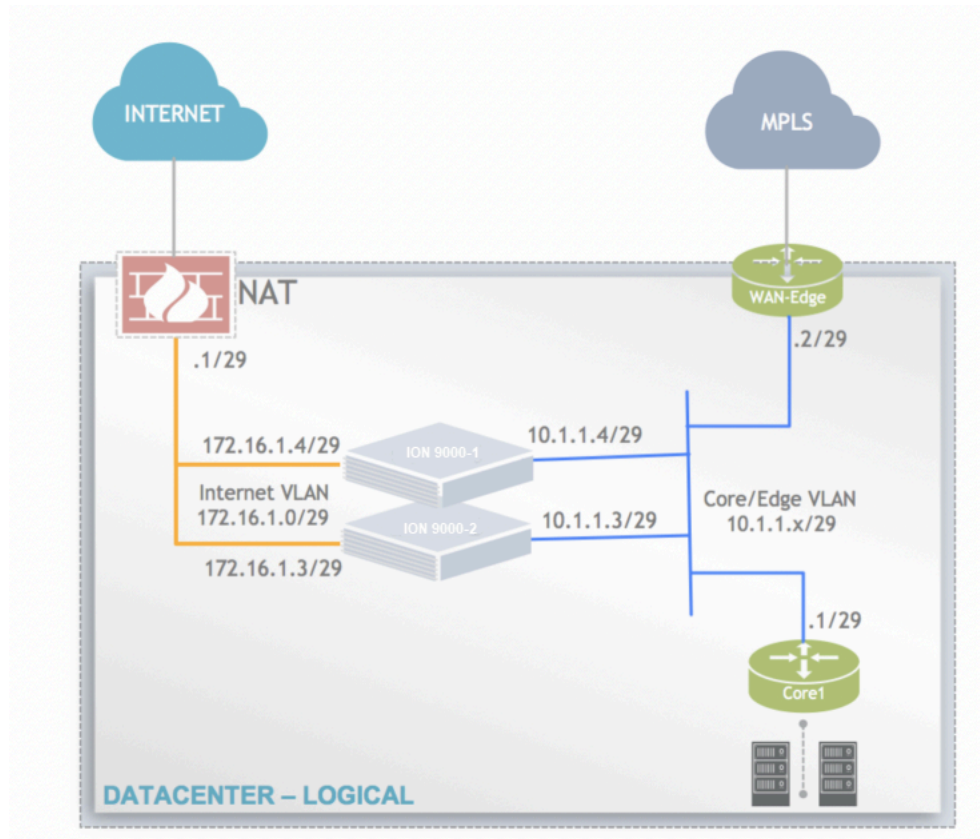 INTERNET
MPLS
NAT
WAN-Edge
.1/29
.2/29
172.16.1.4/29
ION 9000-1
10.1.1.4/29
Internet VLAN
172.16.1.0/29
ION 9000-2
10.1.1.3/29
Core/Edge VLAN
10.1.1.x/29
172.16.1.3/29
.1/29
Core1
DATACENTER – LOGICAL